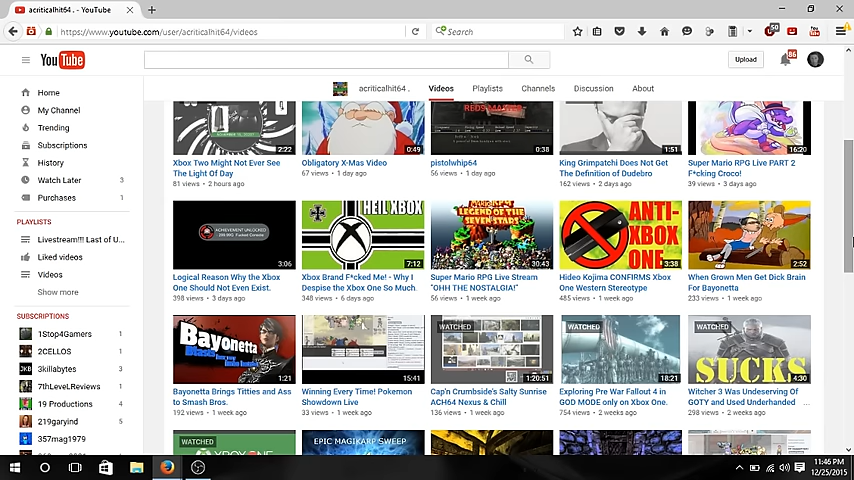 acriticalhit64 . - YouTube
https://www.youtube.com/user/acriticalhit64/videos
Search
50
You Tube
Upload
86
acriticalhit64 .
Videos
Playlists
Channels
Discussion
About
Home
My Channel
Trending
Subscriptions
History
Watch Later 3
Purchases 1
PLAYLISTS
Livestream!!! Last of U...
Liked videos
Videos
Show more
SUBSCRIPTIONS
1Stop4Gamers 1
2CELLOS 1
3killabytes 3
7thLevelReviews 1
19 Productions 4
219garyind 5
357mag1979
2:22
0:49
0:38
1:51
16:20
Xbox Two Might Not Ever See
The Light Of Day
81 views • 2 hours ago
Obligatory X-Mas Video
67 views • 1 day ago
pistolwhip64
56 views • 1 day ago
King Grimpatchi Does Not Get
The Definition of Dudebro
162 views • 2 days ago
Super Mario RPG Live PART 2
F*cking Croco!
39 views • 3 days ago
ACHIEVEMENT UNLOCKED
3:06
HEIL XBOX
7:12
LEGEND OF THE
SEVEN STARS
30:43
ANTI-
XBOX
ONE
3:38
2:52
Logical Reason Why the Xbox
One Should Not Even Exist.
398 views • 3 days ago
Xbox Brand F*cked Me! - Why I
Despise the Xbox One So Much.
348 views • 6 days ago
Super Mario RPG Live Stream
"OHH THE NOSTALGIA!"
56 views • 1 week ago
Hideo Kojima CONFIRMS Xbox
One Western Stereotype
485 views • 1 week ago
When Grown Men Get Dick Brain
For Bayonetta
233 views • 1 week ago
Bayonetta
Blasts
1:21
15:41
WATCHED
1:20:51
WATCHED
18:21
WATCHED
SUCKS
4:30
Bayonetta Brings Titties and Ass
to Smash Bros.
192 views • 1 week ago
Winning Every Time! Pokemon
Showdown Live
33 views • 1 week ago
Cap'n Crumbside's Salty Sunrise
ACH64 Nexus & Chill
136 views • 1 week ago
Exploring Pre War Fallout 4 in
GOD MODE only on Xbox One.
754 views • 2 weeks ago
Witcher 3 Was Undeserving Of
GOTY and Used Underhanded ...
298 views • 2 weeks ago
WATCHED
EPIC MAGIKARP SWEEP
11:46 PM
12/25/2015